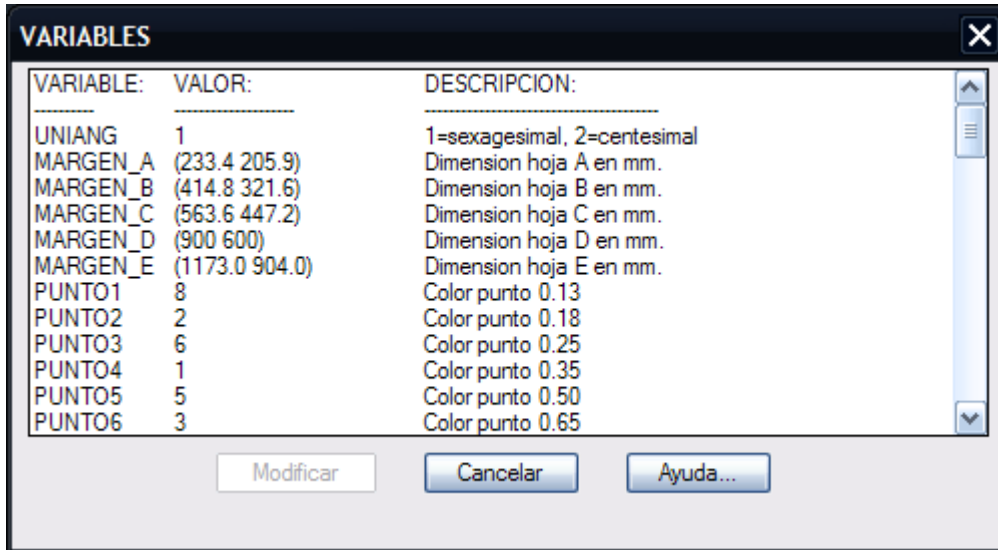 VARIABLES
VARIABLE: VALOR: DESCRIPCION:
---------- -------------------- ---------------------------------------
UNIANG 1 1=sexagesimal, 2=centesimal
MARGEN_A (233.4 205.9) Dimension hoja A en mm.
MARGEN_B (414.8 321.6) Dimension hoja B en mm.
MARGEN_C (563.6 447.2) Dimension hoja C en mm.
MARGEN_D (900 600) Dimension hoja D en mm.
MARGEN_E (1173.0 904.0) Dimension hoja E en mm.
PUNTO1 8 Color punto 0.13
PUNTO2 2 Color punto 0.18
PUNTO3 6 Color punto 0.25
PUNTO4 1 Color punto 0.35
PUNTO5 5 Color punto 0.50
PUNTO6 3 Color punto 0.65
Modificar Cancelar Ayuda...